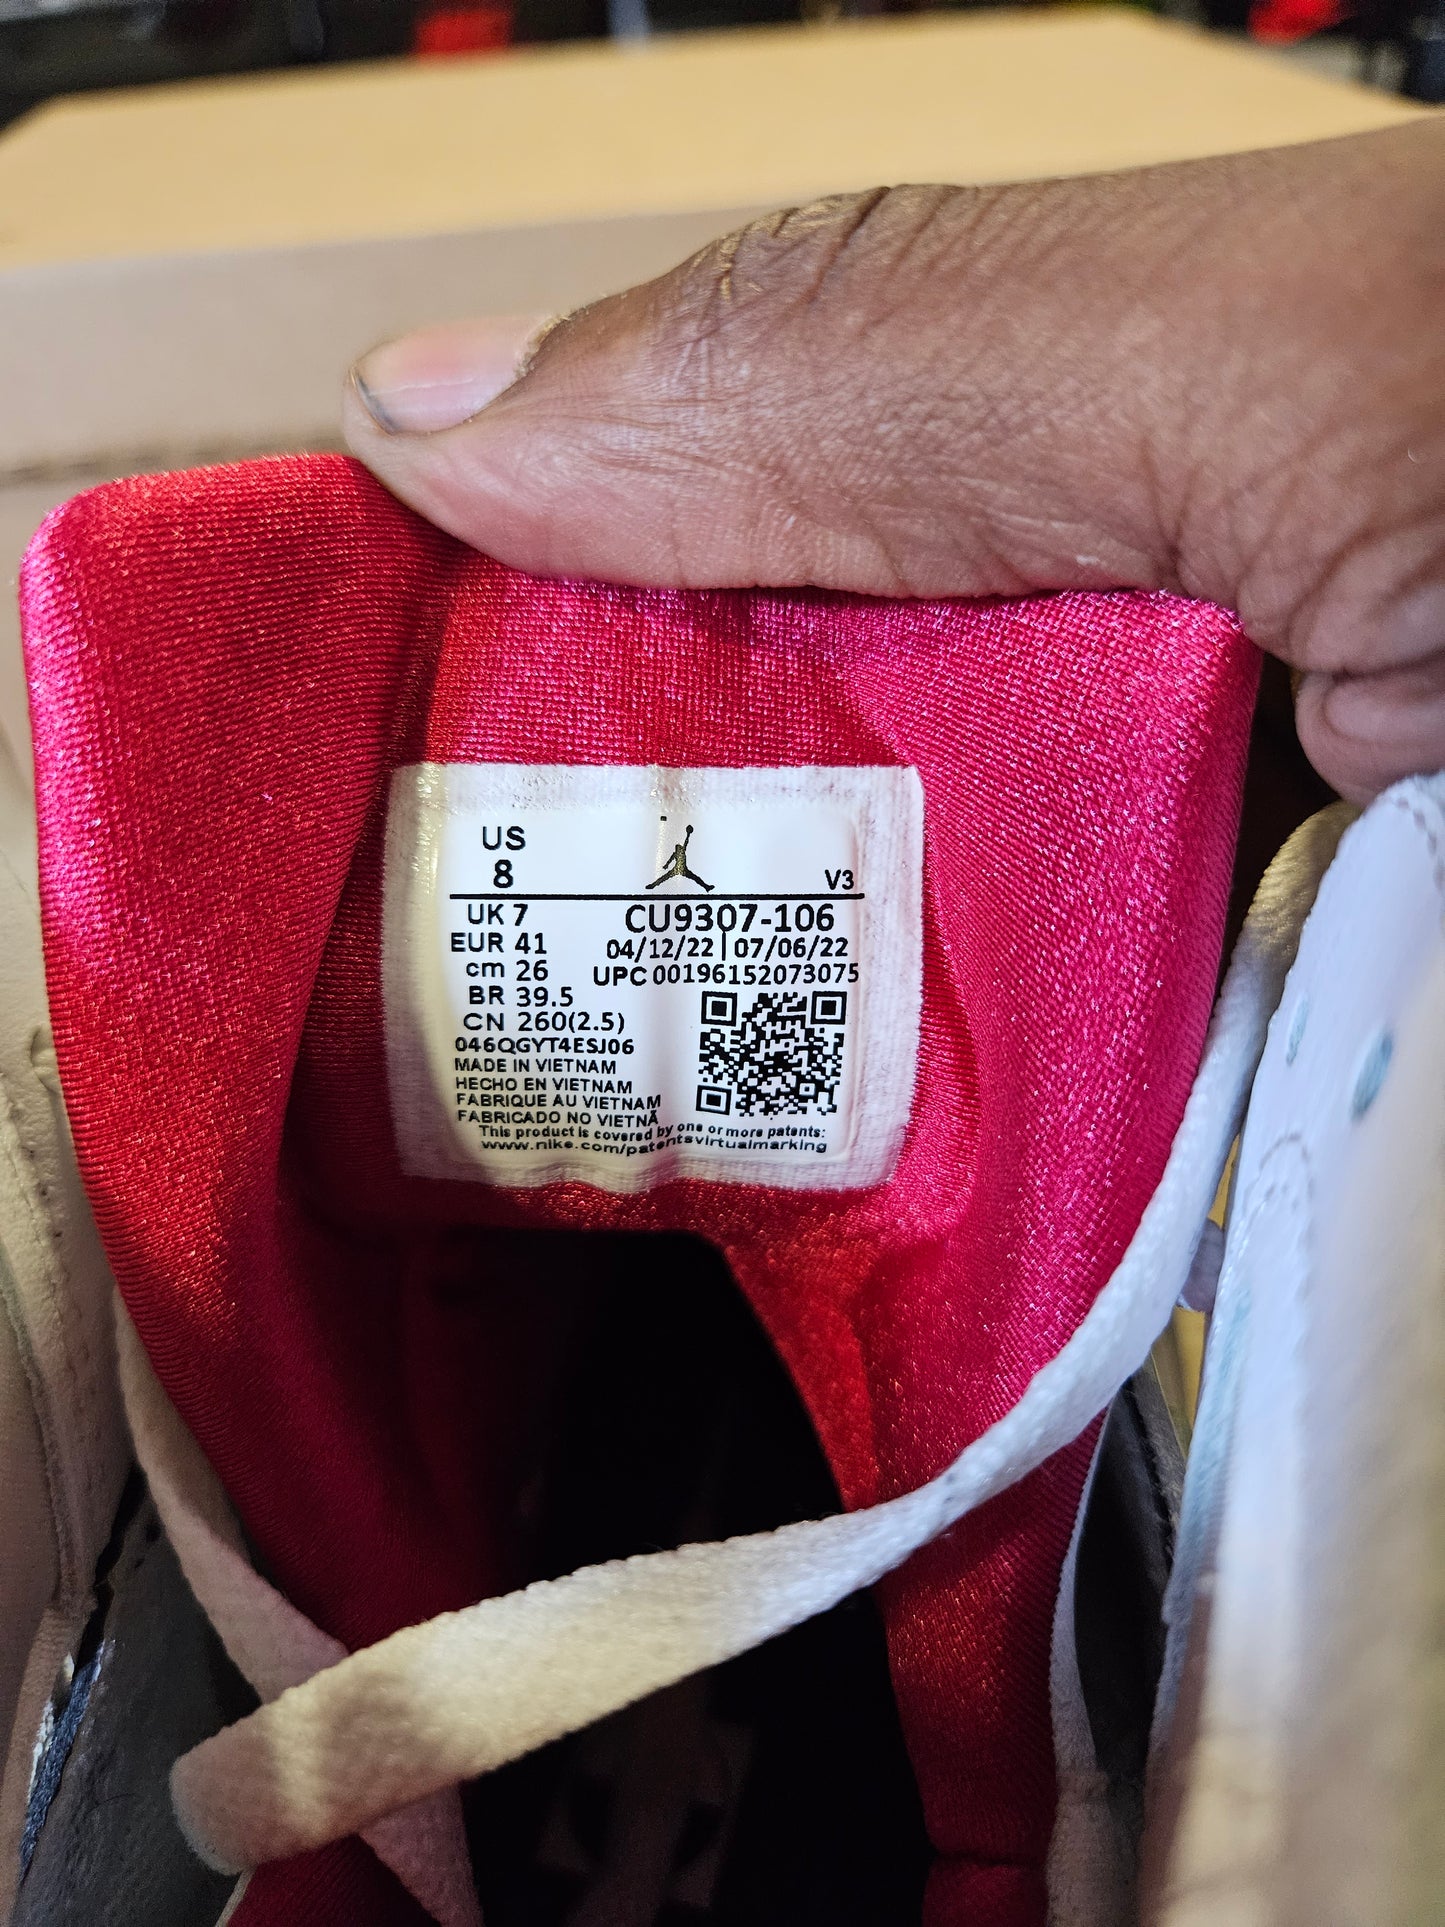 US
8
V3
UK 7
CU9307-106
EUR 41
04/12/22 | 07/06/22
cm 26
UPC 00196152073075
BR 39.5
CN 260(2.5)
046QGYT4ESJ06
MADE IN VIETNAM
HECHO EN VIETNAM
FABRIQUE AU VIETNAM
FABRICADO NO VIETNÃ
This product is covered by one or more patents:
www.nike.com/patentsvirtualmarking